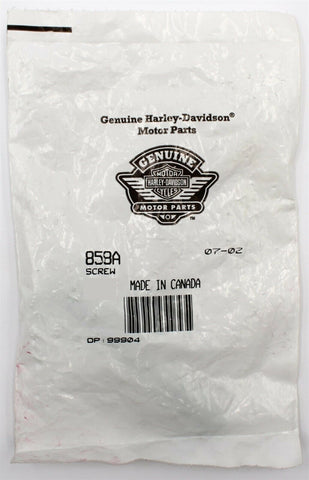 Genuine Harley-Davidson®
Motor Parts
GENUINE
MOTOR
HARLEY-DAVIDSON
CYCLES
MOTOR PARTS
™
859A 07-02
SCREW
MADE IN CANADA
OP: 99904